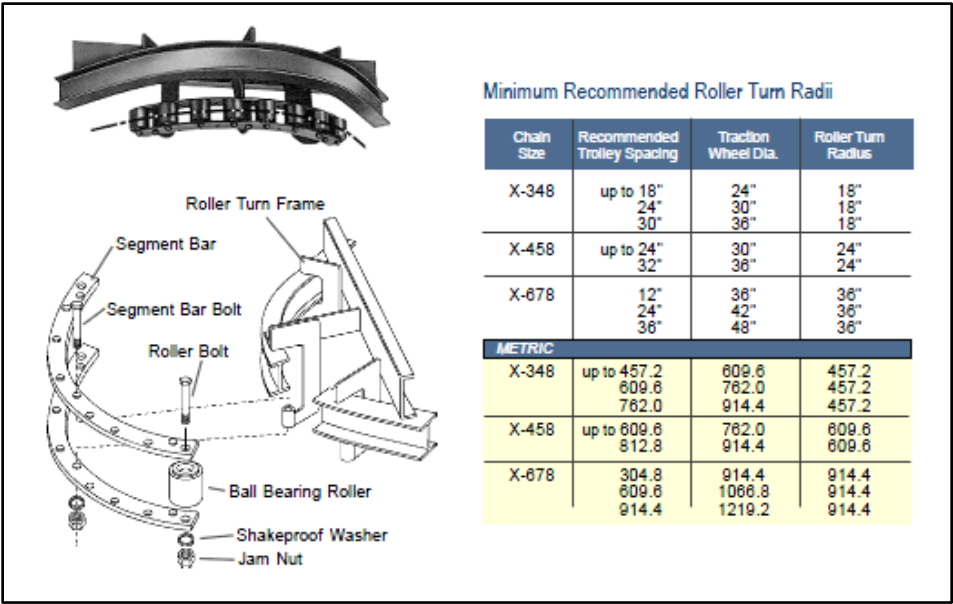 Minimum Recommended Roller Turn Radii
Chain Size | Recommended Trolley Spacing | Traction Wheel Dia. | Roller Turn Radius
X-348 | up to 18" | 24" | 18"
24" | 30" | 18"
30" | 36" | 18"
X-458 | up to 24" | 30" | 24"
32" | 36" | 24"
X-678 | 12" | 36" | 36"
24" | 42" | 36"
36" | 48" | 36"
METRIC
X-348 | up to 457.2 | 609.6 | 457.2
609.6 | 762.0 | 457.2
762.0 | 914.4 | 457.2
X-458 | up to 609.6 | 762.0 | 609.6
812.8 | 914.4 | 609.6
X-678 | 304.8 | 914.4 | 914.4
609.6 | 1066.8 | 914.4
914.4 | 1219.2 | 914.4
Roller Turn Frame
Segment Bar
Segment Bar Bolt
Roller Bolt
Ball Bearing Roller
Shakeproof Washer
Jam Nut